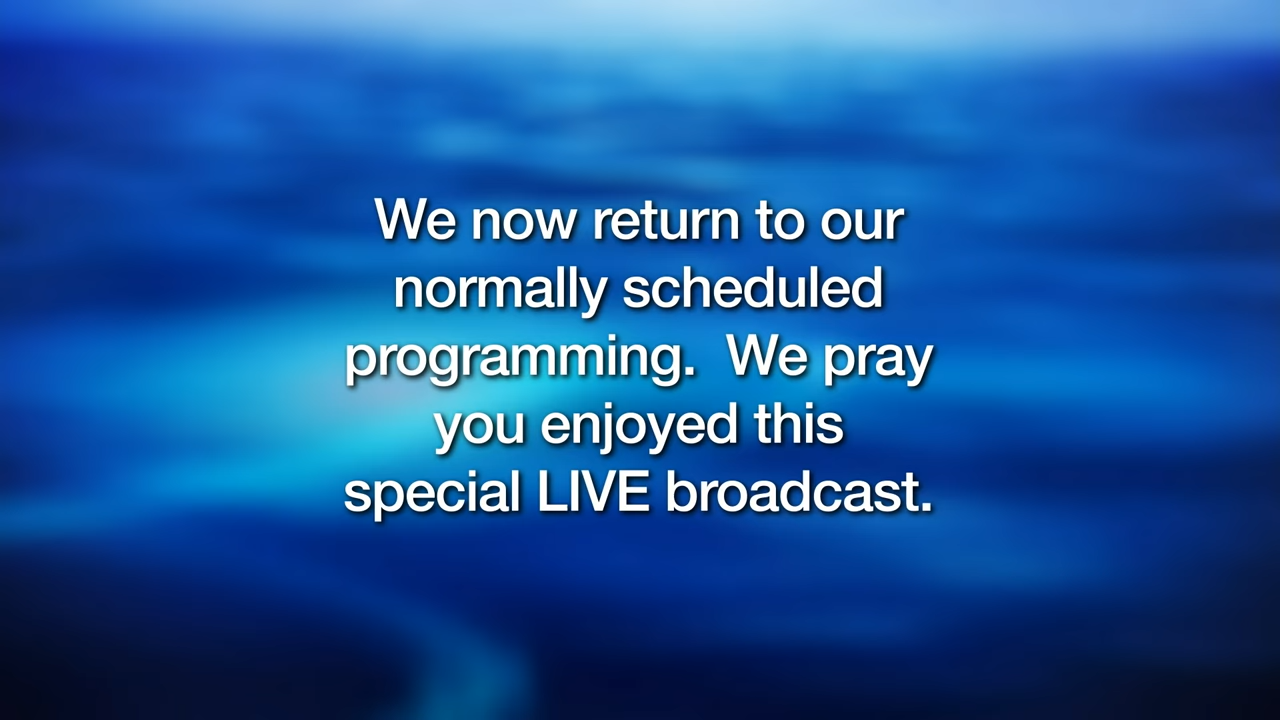 We now return to our
normally scheduled
programming.  We pray
you enjoyed this
special LIVE broadcast.